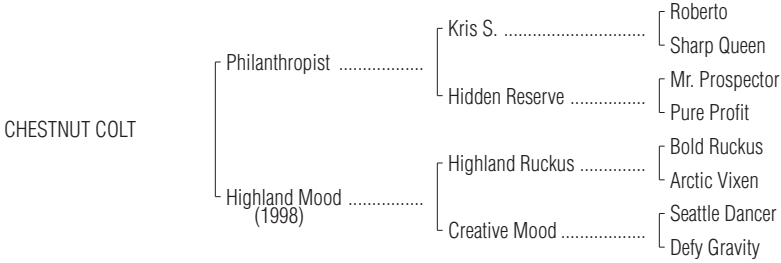 Roberto
Kris S. ..............................
Sharp Queen
Philanthropist ..................
Mr. Prospector
Hidden Reserve ................
Pure Profit
CHESTNUT COLT
Bold Ruckus
Highland Ruckus ..............
Arctic Vixen
Highland Mood ................
(1998)
Seattle Dancer
Creative Mood ..................
Defy Gravity